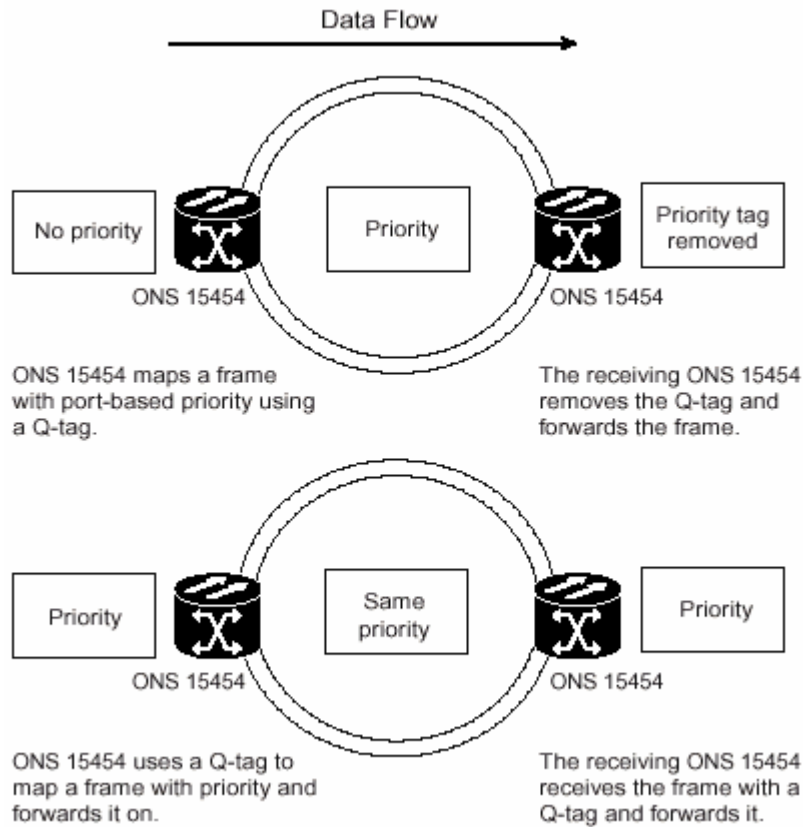 Data Flow
No priority
Priority
Priority tag
removed
ONS 15454
ONS 15454
ONS 15454 maps a frame
with port-based priority using
a Q-tag.
The receiving ONS 15454
removes the Q-tag and
forwards the frame.
Priority
Same
priority
Priority
ONS 15454
ONS 15454
ONS 15454 uses a Q-tag to
map a frame with priority and
forwards it on.
The receiving ONS 15454
receives the frame with a
Q-tag and forwards it.